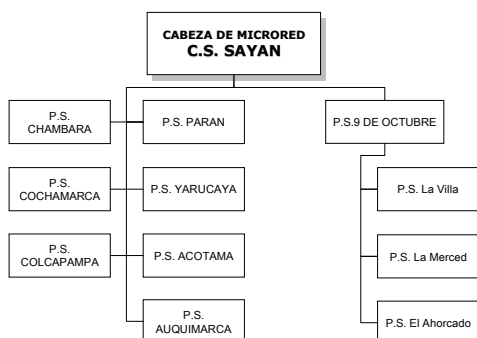 CABEZA DE MICRORED
C.S. SAYAN
P.S.
CHAMBARA
P.S. PARAN
P.S.9 DE OCTUBRE
P.S.
COCHAMARCA
P.S. YARUCAYA
P.S. La Villa
P.S.
COLCAPAMPA
P.S. ACOTAMA
P.S. La Merced
P.S.
AUQUIMARCA
P.S. El Ahorcado